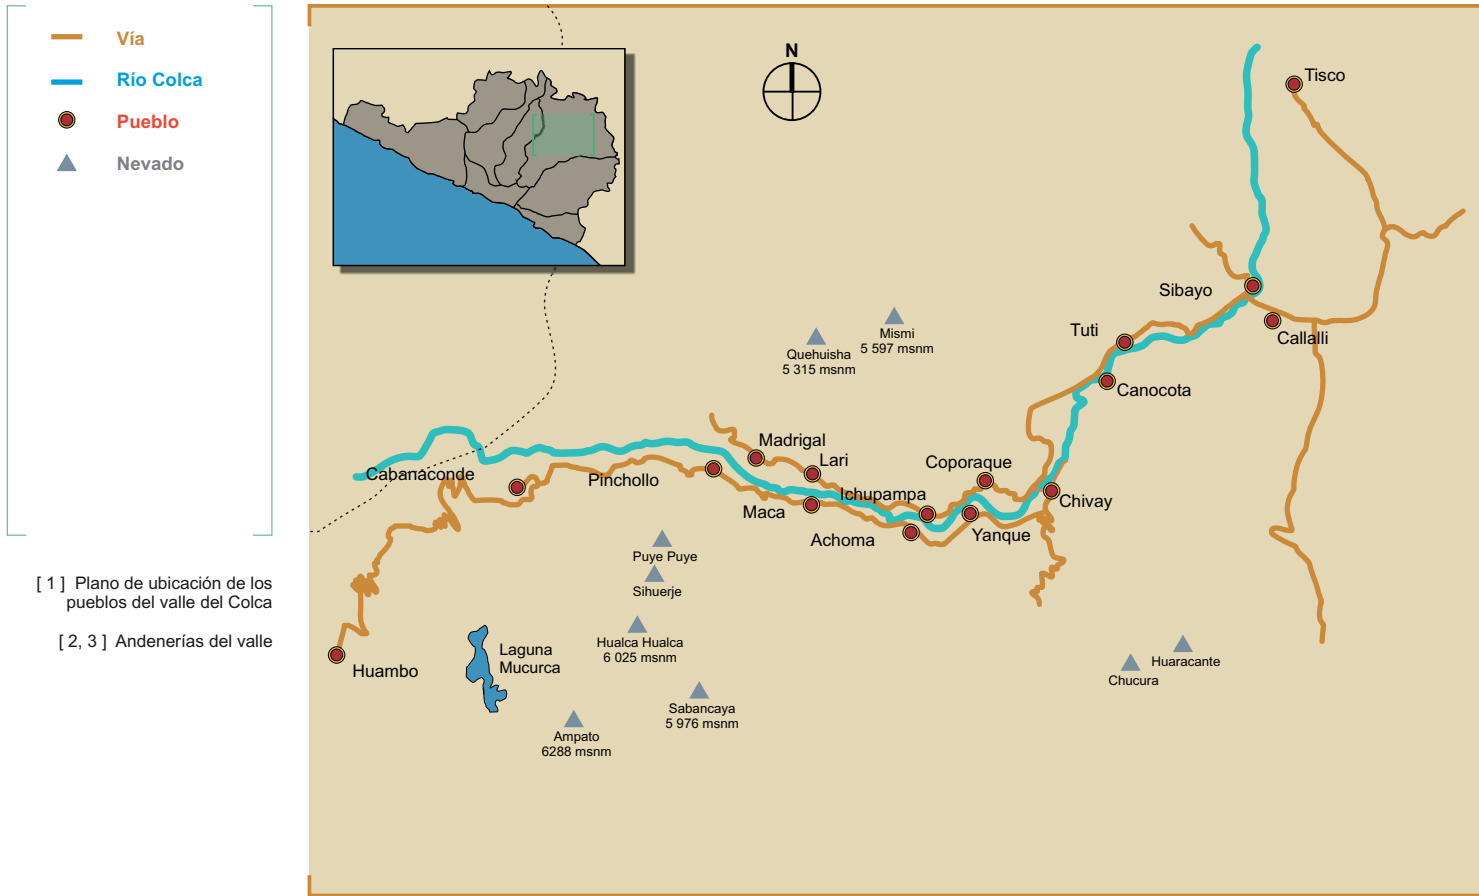 Vía
Río Colca
Pueblo
Nevado
[ 1 ] Plano de ubicación de los
pueblos del valle del Colca
[ 2, 3 ] Andenerías del valle
N
Tisco
Sibayo
Callalli
Tuti
Canocota
Mismi
5 597 msnm
Quehuisha
5 315 msnm
Madrigal
Lari
Coporaque
Ichupampa
Chivay
Cabanaconde
Pinchollo
Maca
Achoma
Yanque
Puye Puye
Sihuerje
Hualca Hualca
6 025 msnm
Huambo
Laguna
Mucurca
Sabancaya
5 976 msnm
Ampato
6288 msnm
Huaracante
Chucura